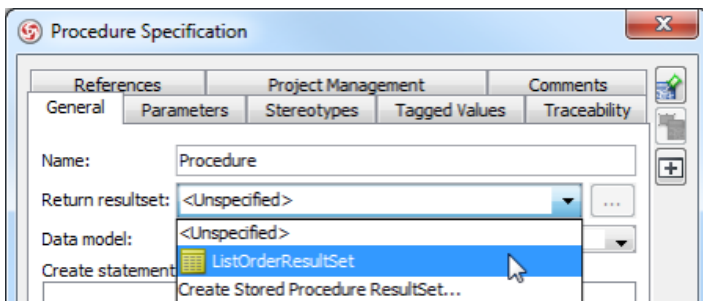 Procedure Specification
References Project Management Comments
General Parameters Stereotypes Tagged Values Traceability
Name: Procedure
Return resultset: <Unspecified> ...
Data model: <Unspecified>
ListOrderResultSet
Create statement
Create Stored Procedure ResultSet...